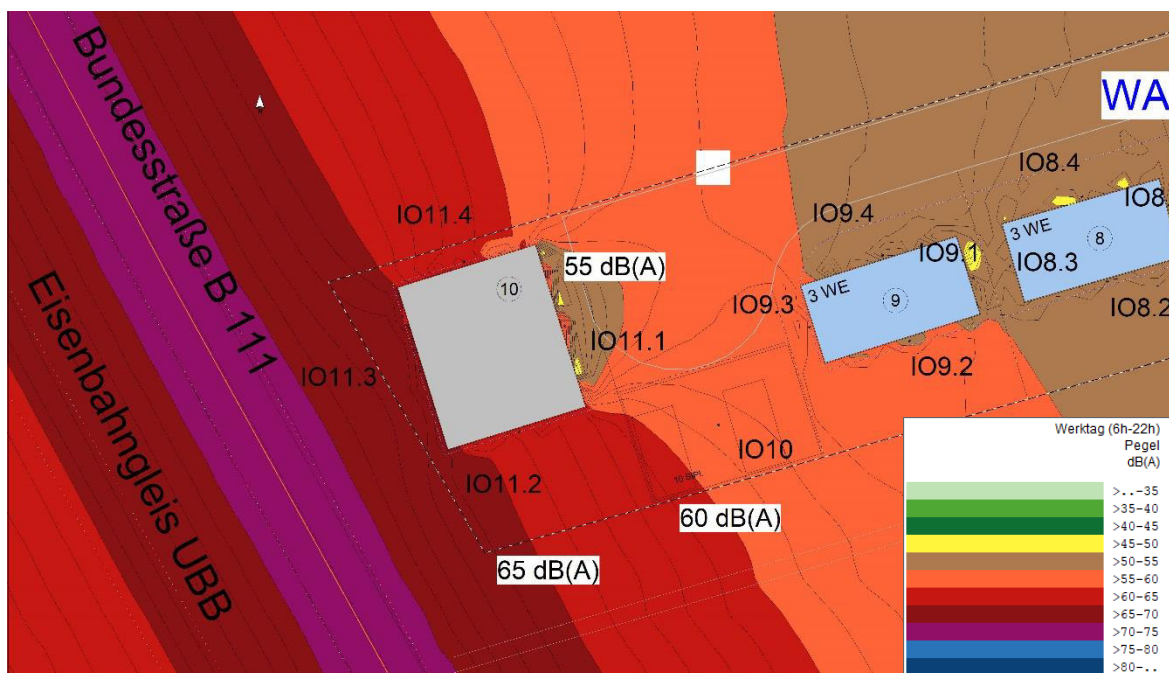 Bundesstraße B 111
Eisenbahngleis UBB
WA
IO8.4
IO11.4
IO9.4
IO8.
3 WE
8
IO9.1
IO8.3
10
55 dB(A)
3 WE
9
IO9.3
IO8.2
IO11.1
IO9.2
IO11.3
IO10
IO11.2
60 dB(A)
65 dB(A)
Werktag (6h-22h)
Pegel
dB(A)
>..-35
>35-40
>40-45
>45-50
>50-55
>55-60
>60-65
>65-70
>70-75
>75-80
>80-..